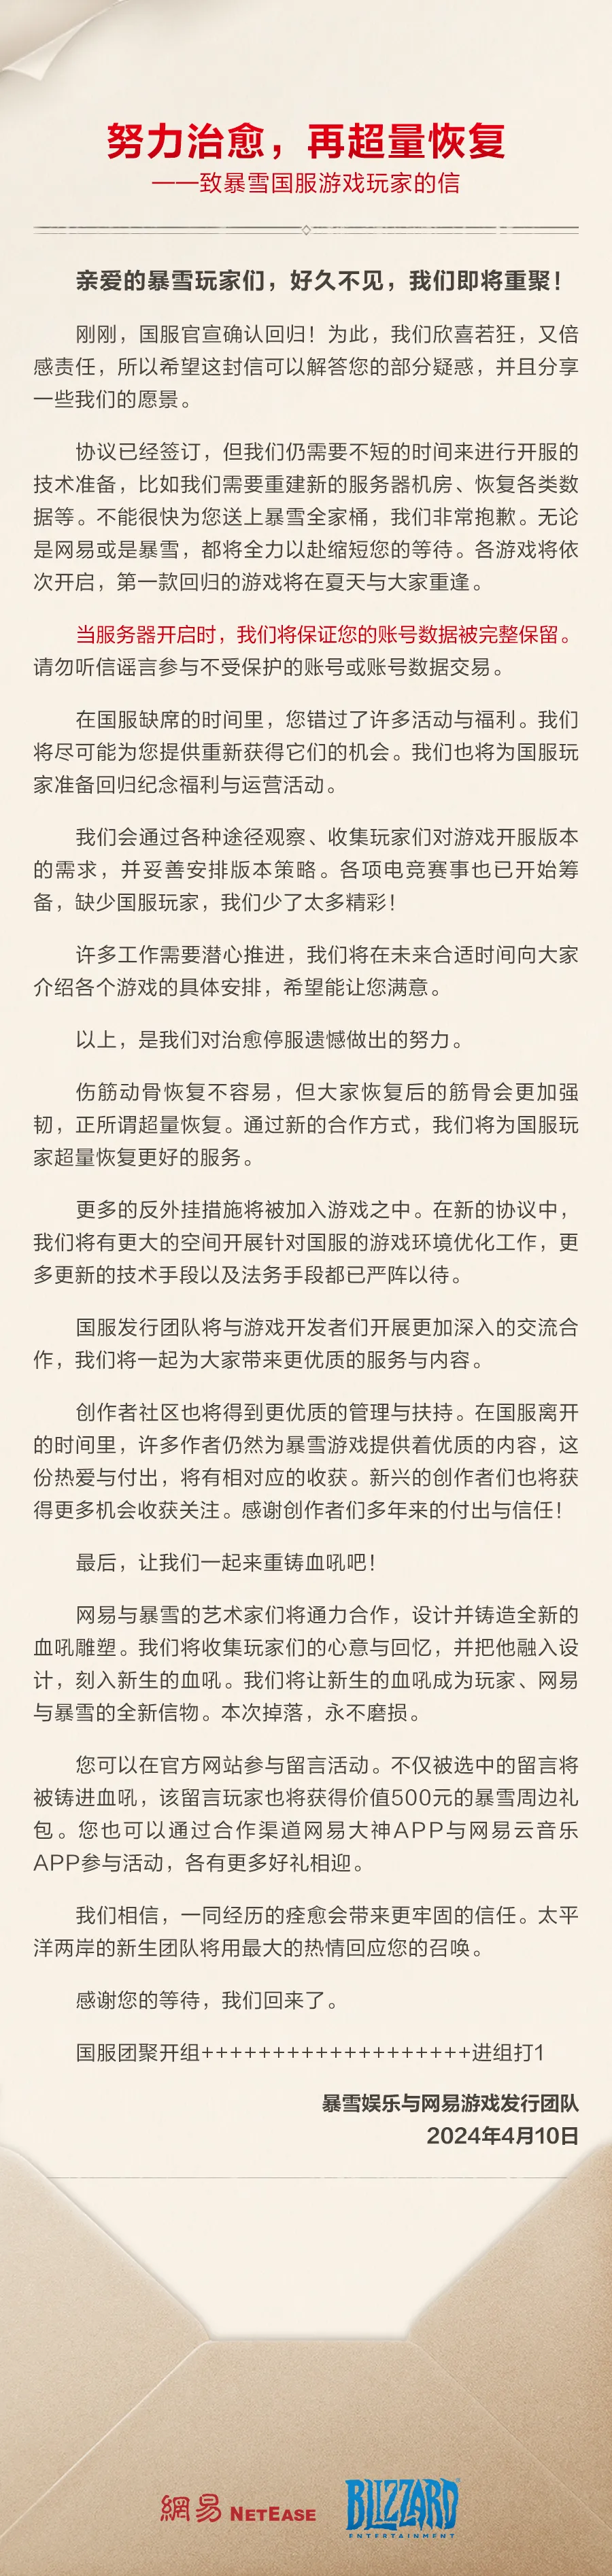 努力治愈，再超量恢复
——致暴雪国服游戏玩家的信
亲爱的暴雪玩家们，好久不见，我们即将重聚！
刚刚，国服官宣确认回归！为此，我们欣喜若狂，又倍
感责任，所以希望这封信可以解答您的部分疑惑，并且分享
一些我们的愿景。
协议已经签订，但我们仍需要不短的时间来进行开服的
技术准备，比如我们需要重建新的服务器机房、恢复各类数
据等。不能很快为您送上暴雪全家桶，我们非常抱歉。无论
是网易或是暴雪，都将全力以赴缩短您的等待。各游戏将依
次开启，第一款回归的游戏将在夏天与大家重逢。
当服务器开启时，我们将保证您的账号数据被完整保留。
请勿听信谣言参与不受保护的账号或账号数据交易。
在国服缺席的时间里，您错过了许多活动与福利。我们
将尽可能为您提供重新获得它们的机会。我们也将为国服玩
家准备回归纪念福利与运营活动。
我们会通过各种途径观察、收集玩家们对游戏开服版本
的需求，并妥善安排版本策略。各项电竞赛事也已开始筹
备，缺少国服玩家，我们少了太多精彩！
许多工作需要潜心推进，我们将在未来合适时间向大家
介绍各个游戏的具体安排，希望能让您满意。
以上，是我们对治愈停服遗憾做出的努力。
伤筋动骨恢复不容易，但大家恢复后的筋骨会更加强
韧，正所谓超量恢复。通过新的合作方式，我们将为国服玩
家超量恢复更好的服务。
更多的反外挂措施将被加入游戏之中。在新的协议中，
我们将有更大的空间开展针对国服的游戏环境优化工作，更
多更新的技术手段以及法务手段都已严阵以待。
国服发行团队将与游戏开发者们开展更加深入的交流合
作，我们将一起为大家带来更优质的服务与内容。
创作者社区也将得到更优质的管理与扶持。在国服离开
的时间里，许多作者仍然为暴雪游戏提供着优质的内容，这
份热爱与付出，将有相对应的收获。新兴的创作者们也将获
得更多机会收获关注。感谢创作者们多年来的付出与信任！
最后，让我们一起来重铸血吼吧！
网易与暴雪的艺术家们将通力合作，设计并铸造全新的
血吼雕塑。我们将收集玩家们的心意与回忆，并把他融入设
计，刻入新生的血吼。我们将让新生的血吼成为玩家、网易
与暴雪的全新信物。本次掉落，永不磨损。
您可以在官方网站参与留言活动。不仅被选中的留言将
被铸进血吼，该留言玩家也将获得价值500元的暴雪周边礼
包。您也可以通过合作渠道网易大神APP与网易云音乐
APP参与活动，各有更多好礼相迎。
我们相信，一同经历的痊愈会带来更牢固的信任。太平
洋两岸的新生团队将用最大的热情回应您的召唤。
感谢您的等待，我们回来了。
国服团聚开组+++++++++++++++++++进组打1
暴雪娱乐与网易游戏发行团队
2024年4月10日
網易 NETEASE
BLIZZARD
ENTERTAINMENT